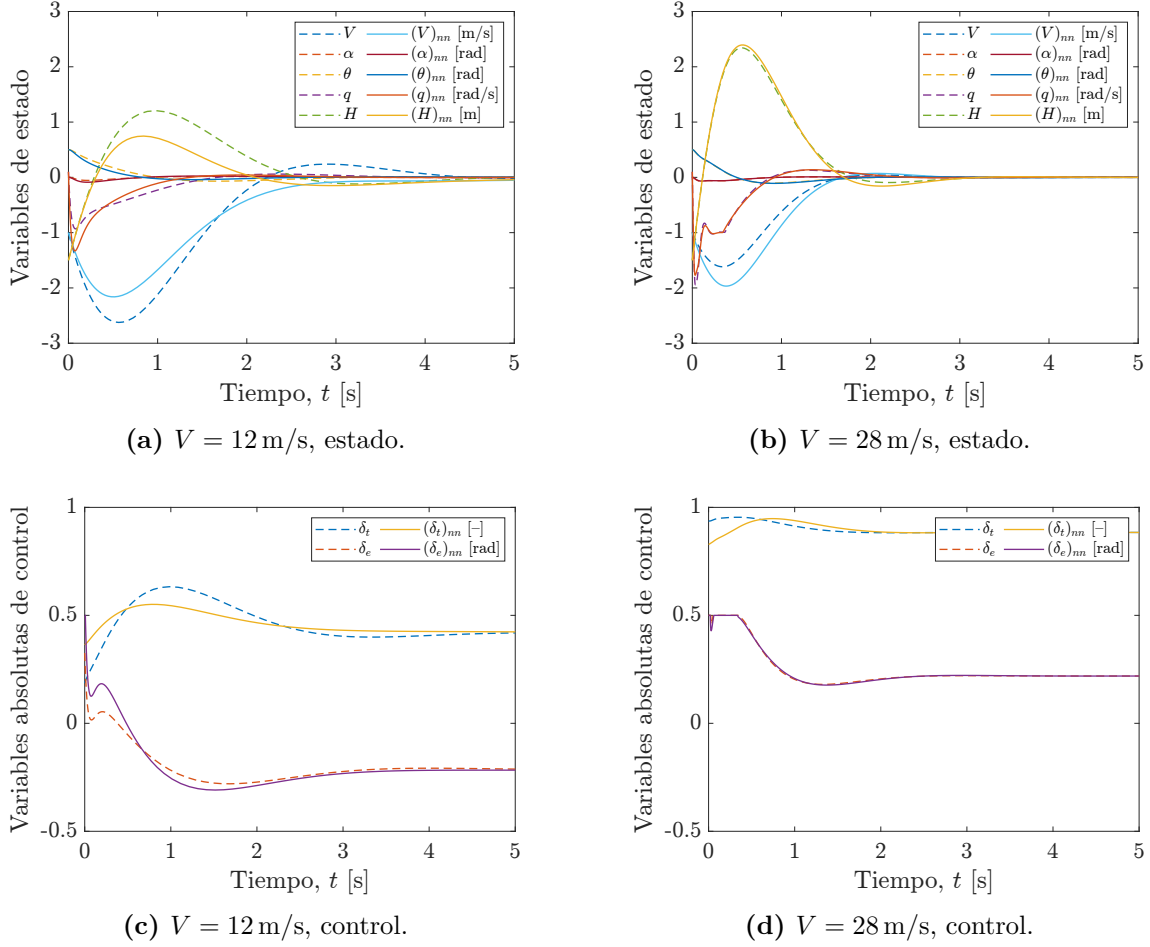 3
2
1
0
-1
-2
-3
0 1 2 3 4 5
Variables de estado
Tiempo, t [s]
V (V)nn [m/s]
α (α)nn [rad]
θ (θ)nn [rad]
q (q)nn [rad/s]
H (H)nn [m]
(a) V = 12 m/s, estado.
3
2
1
0
-1
-2
-3
0 1 2 3 4 5
Variables de estado
Tiempo, t [s]
V (V)nn [m/s]
α (α)nn [rad]
θ (θ)nn [rad]
q (q)nn [rad/s]
H (H)nn [m]
(b) V = 28 m/s, estado.
1
0.5
0
-0.5
0 1 2 3 4 5
Variables absolutas de control
Tiempo, t [s]
δt (δt)nn [–]
δe (δe)nn [rad]
(c) V = 12 m/s, control.
1
0.5
0
-0.5
0 1 2 3 4 5
Variables absolutas de control
Tiempo, t [s]
δt (δt)nn [–]
δe (δe)nn [rad]
(d) V = 28 m/s, control.